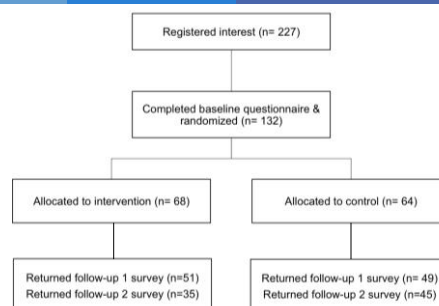 Registered interest (n= 227)
Completed baseline questionnaire &
randomized (n= 132)
Allocated to intervention (n= 68)
Allocated to control (n= 64)
Returned follow-up 1 survey (n=51)
Returned follow-up 2 survey (n=35)
Returned follow-up 1 survey (n= 49)
Returned follow-up 2 survey (n=45)